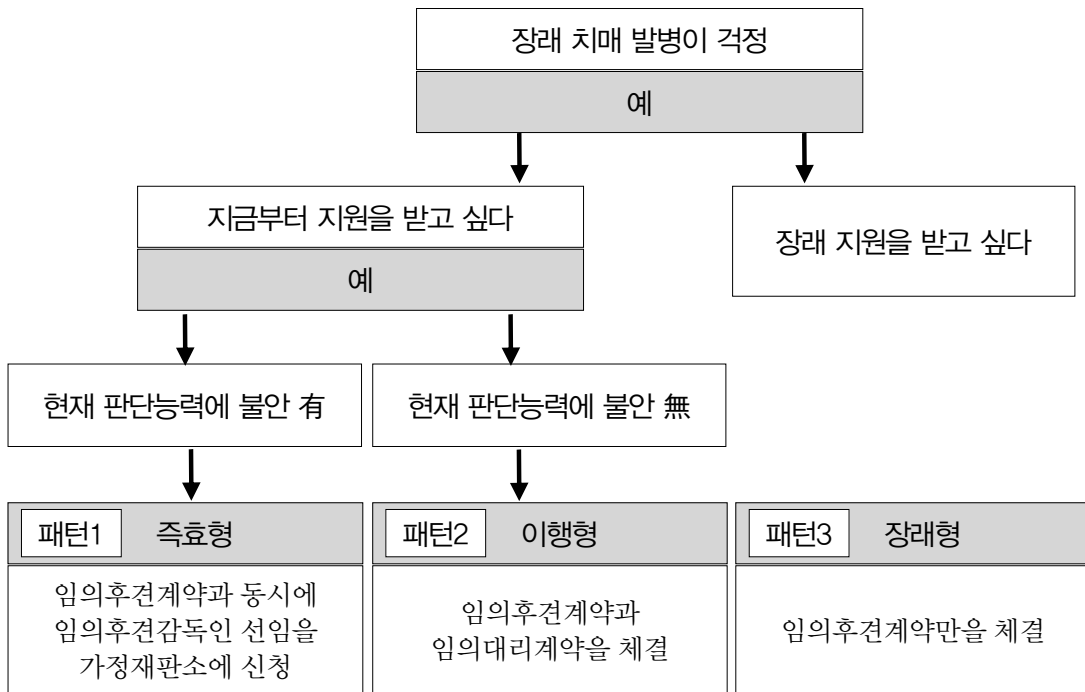 장래 치매 발병이 걱정
예
지금부터 지원을 받고 싶다
예
장래 지원을 받고 싶다
현재 판단능력에 불안 有
현재 판단능력에 불안 無
패턴1 즉효형
임의후견계약과 동시에
임의후견감독인 선임을
가정재판소에 신청
패턴2 이행형
임의후견계약과
임의대리계약을 체결
패턴3 장래형
임의후견계약만을 체결